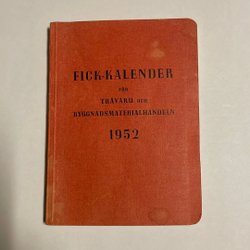 FICK-KALENDER
FÖR
TRÄVARU OCH
BYGGNADSMATERIALHANDELN
1952